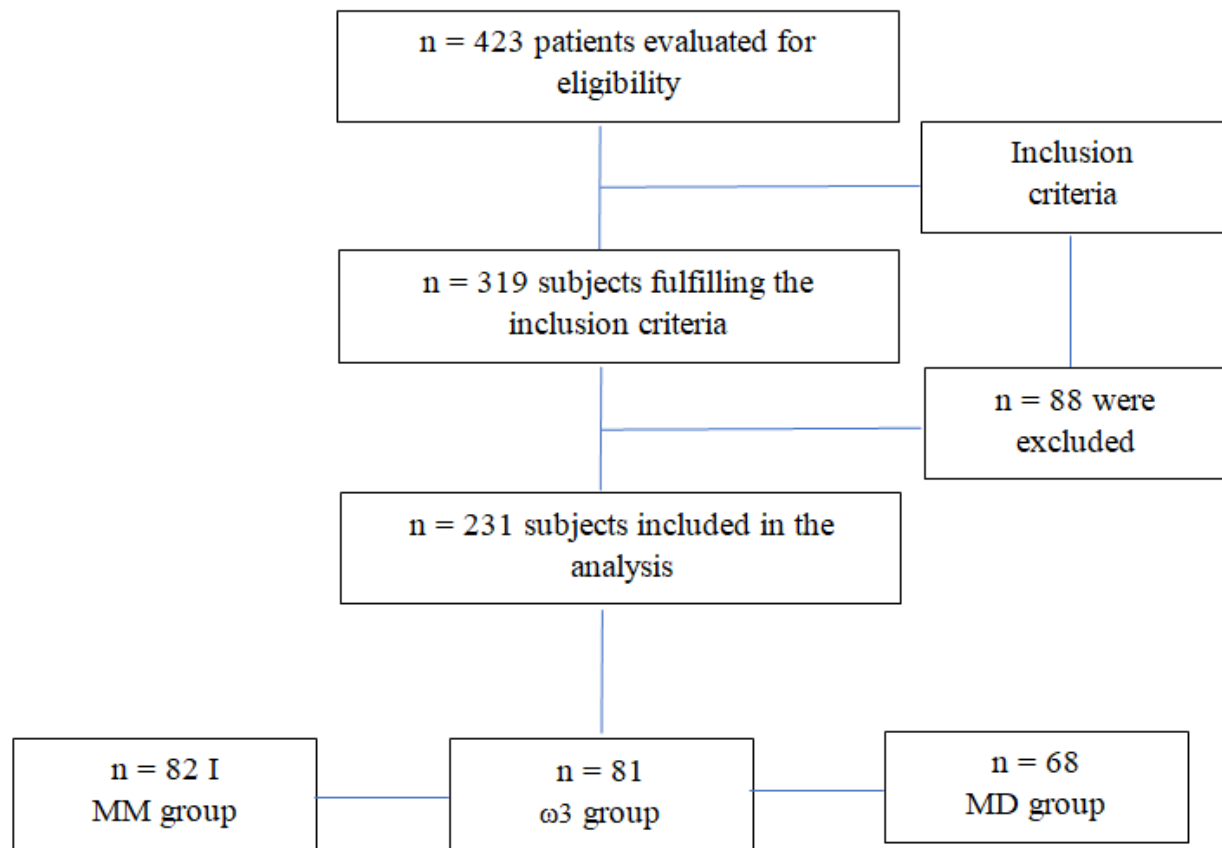 n = 423 patients evaluated for
eligibility
Inclusion
criteria
n = 319 subjects fulfilling the
inclusion criteria
n = 88 were
excluded
n = 231 subjects included in the
analysis
n = 82 I
MM group
n = 81
ω3 group
n = 68
MD group